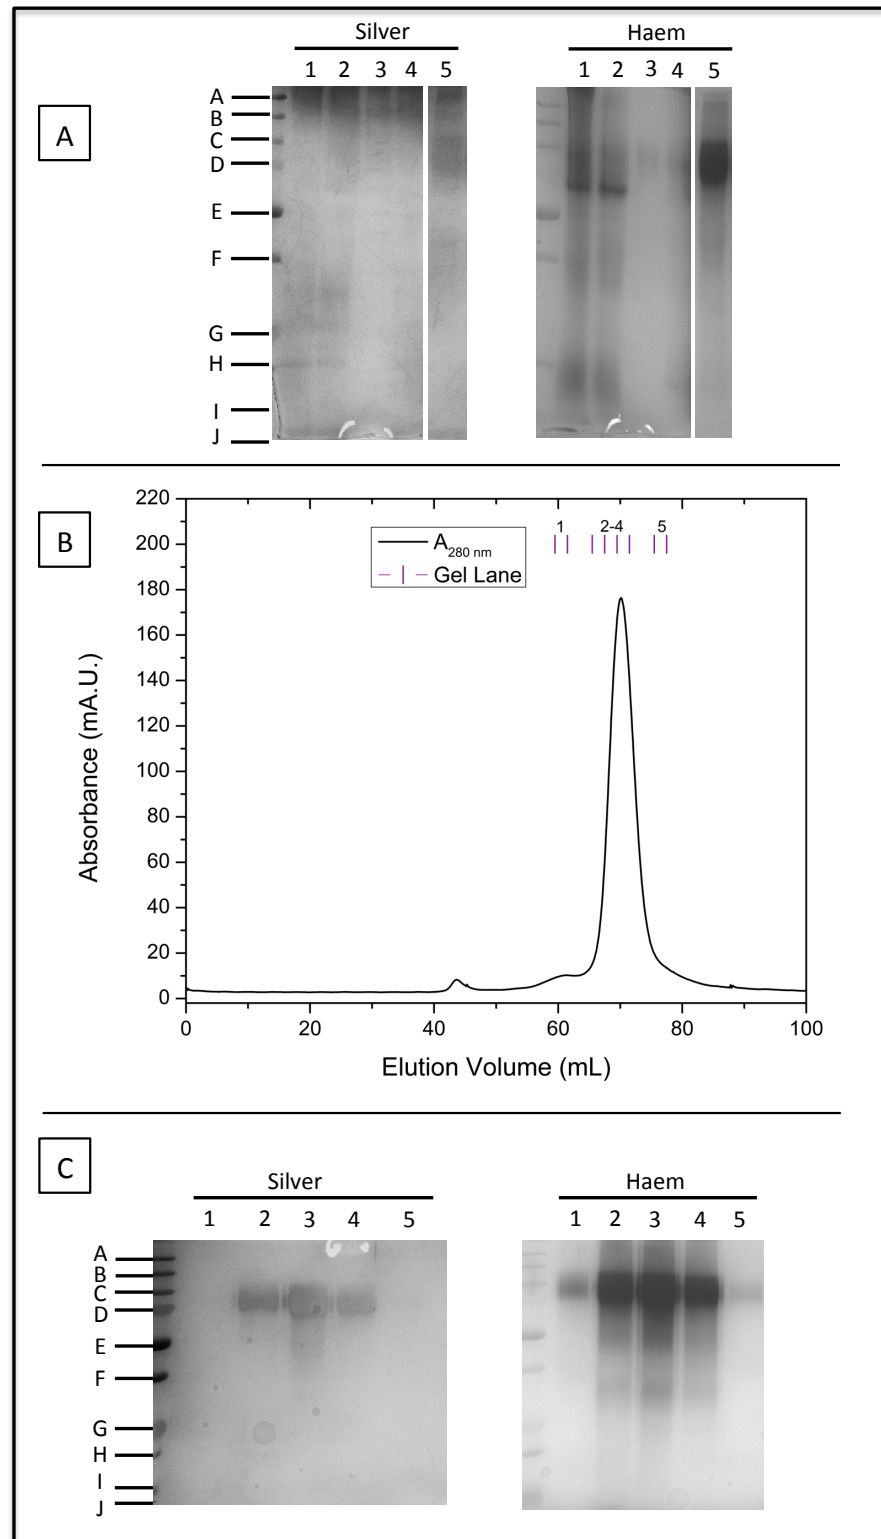 Silver
Haem
1 2 3 4 5
1 2 3 4 5
A
A
B
C
D
E
F
G
H
I
J
B
220
200
180
160
140
120
100
80
60
40
20
0
1 2-4 5
A280 nm
Gel Lane
Absorbance (mA.U.)
0 20 40 60 80 100
Elution Volume (mL)
C
Silver
Haem
1 2 3 4 5
1 2 3 4 5
A
B
C
D
E
F
G
H
I
J